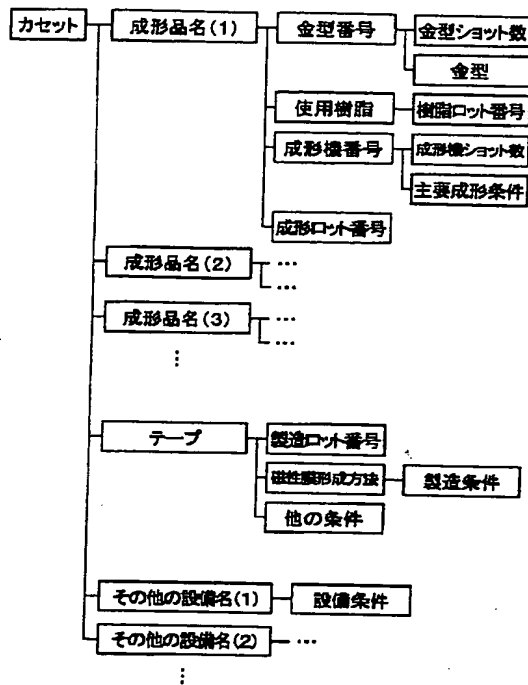 カセット
成形品名(1)
金型番号
金型ショット数
金型
使用樹脂
樹脂ロット番号
成形機番号
成形機ショット数
主要成形条件
成形ロット番号
成形品名(2)
…
…
成形品名(3)
…
…
⋮
テープ
製造ロット番号
磁性膜形成方法
製造条件
他の条件
その他の設備名(1)
設備条件
その他の設備名(2)
…
⋮